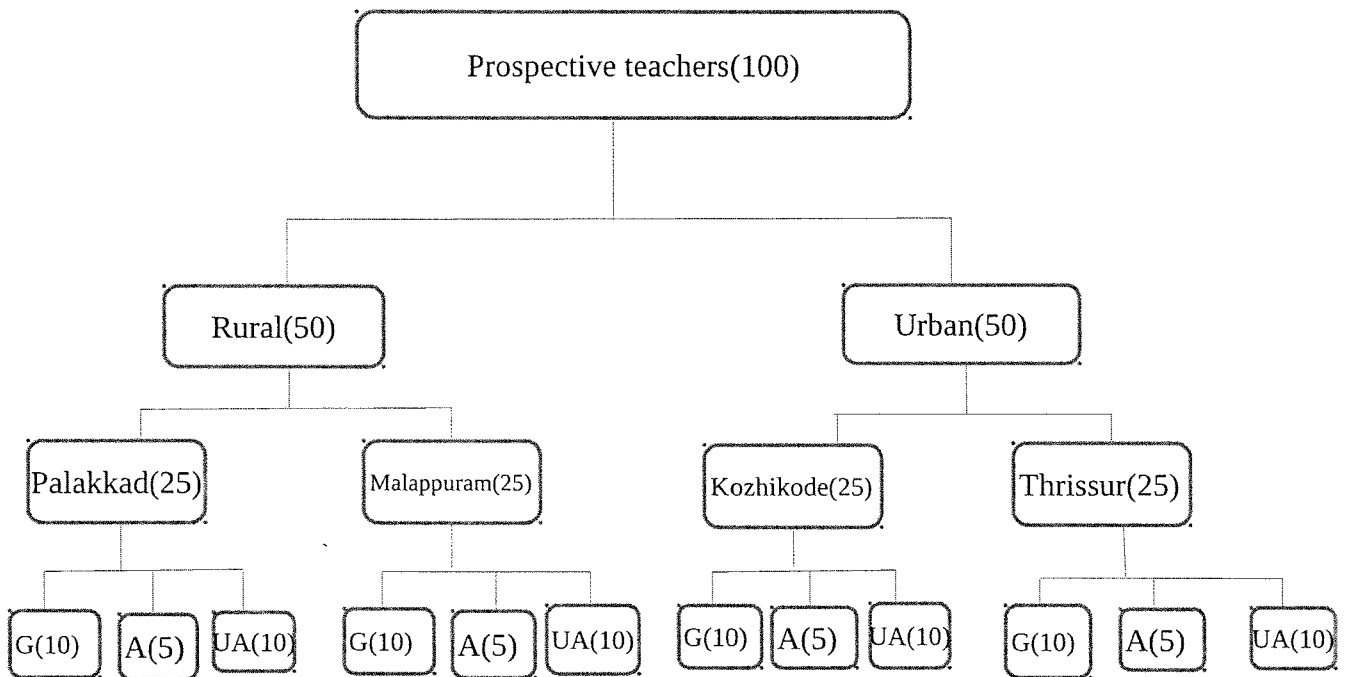 Prospective teachers(100)
Rural(50)
Urban(50)
Palakkad(25)
Malappuram(25)
Kozhikode(25)
Thrissur(25)
G(10)
A(5)
UA(10)
G(10)
A(5)
UA(10)
G(10)
A(5)
UA(10)
G(10)
A(5)
UA(10)